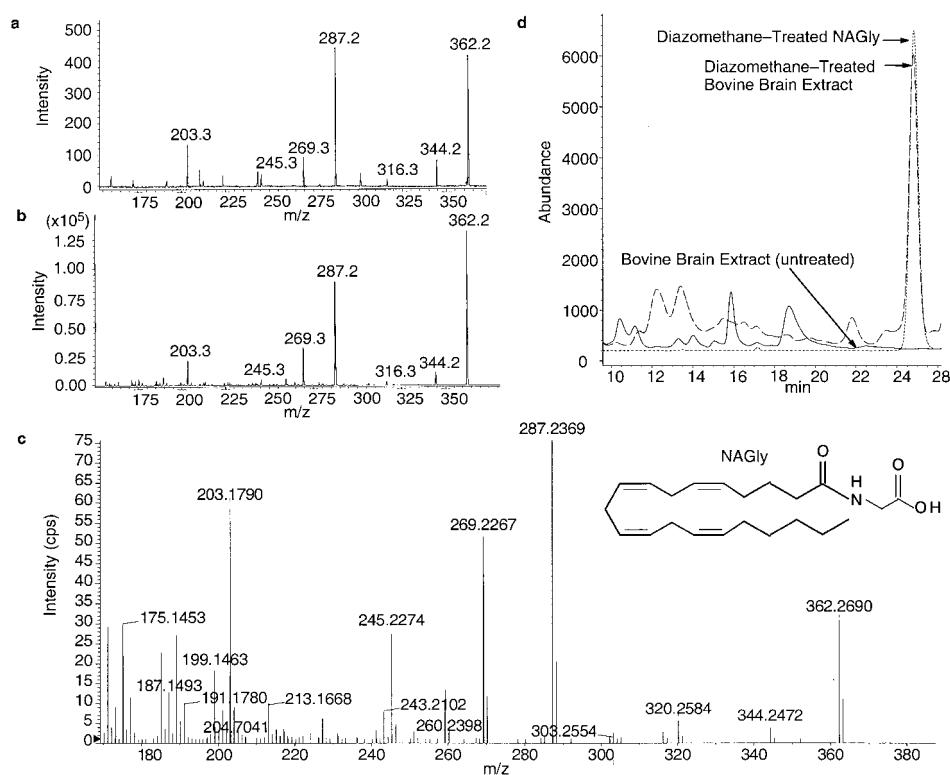 a
500
400
300
200
100
0
Intensity
203.3
245.3
269.3
287.2
316.3
344.2
362.2
175 200 225 250 275 300 325 350
m/z
b
(x10⁵)
1.25
1.00
0.75
0.50
0.25
0.00
Intensity
203.3
245.3
269.3
287.2
316.3
344.2
362.2
175 200 225 250 275 300 325 350
m/z
d
6000
5000
4000
3000
2000
1000
0
Abundance
Diazomethane–Treated NAGly
Diazomethane–Treated
Bovine Brain Extract
Bovine Brain Extract (untreated)
10 12 14 16 18 20 22 24 26 28
min
c
75
70
65
60
55
50
45
40
35
30
25
20
15
10
5
0
Intensity (cps)
175.1453
187.1493
199.1463
191.1780
203.1790
204.7041
213.1668
243.2102
245.2274
260.2398
269.2267
287.2369
303.2554
320.2584
344.2472
362.2690
NAGly
O
H
N
O
OH
180 200 220 240 260 280 300 320 340 360 380
m/z